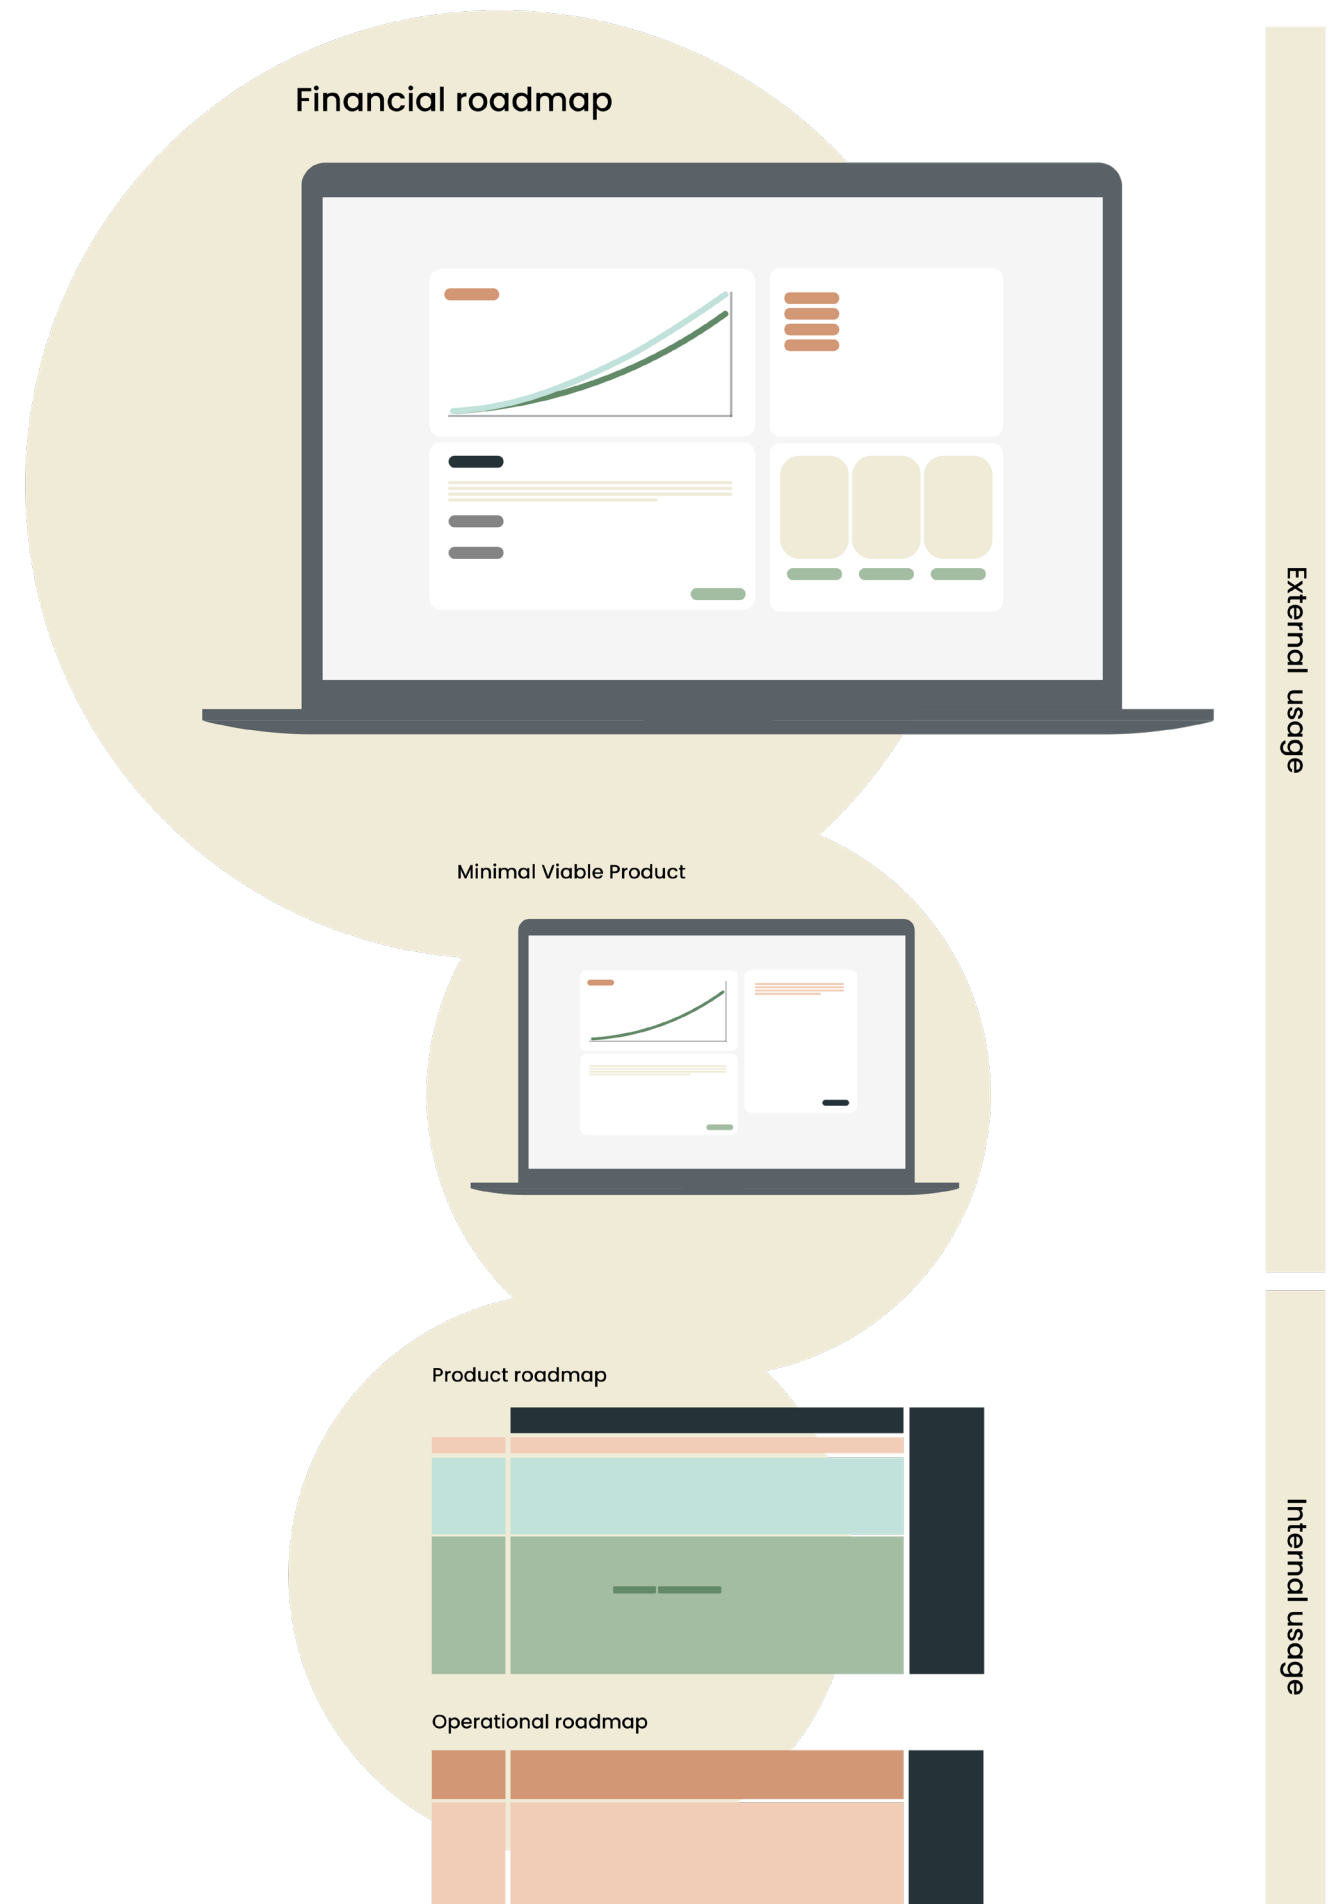 Financial roadmap
External usage
Minimal Viable Product
Product roadmap
Internal usage
Operational roadmap